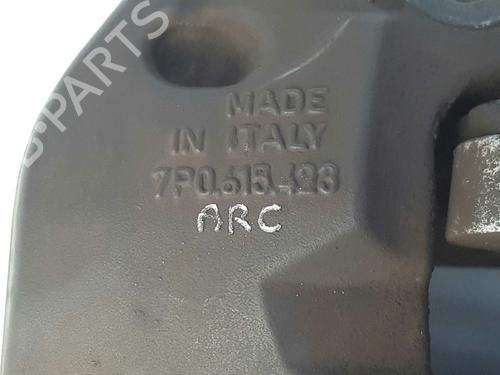 B-PARTS
MADE
IN ITALY
7P0.615.423
ARC